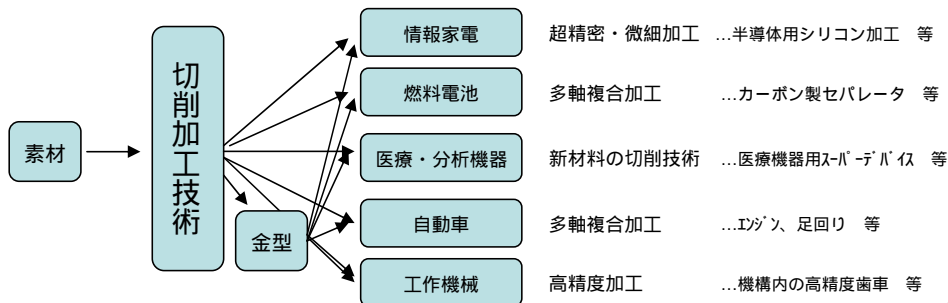 素材
切削加工技術
金型
情報家電 超精密・微細加工 …半導体用シリコン加工 等
燃料電池 多軸複合加工 …カーボン製セパレータ 等
医療・分析機器 新材料の切削技術 …医療機器用ｽｰﾊﾟｰﾃﾞﾊﾞｲｽ 等
自動車 多軸複合加工 …ｴﾝｼﾞﾝ、足回り 等
工作機械 高精度加工 …機構内の高精度歯車 等